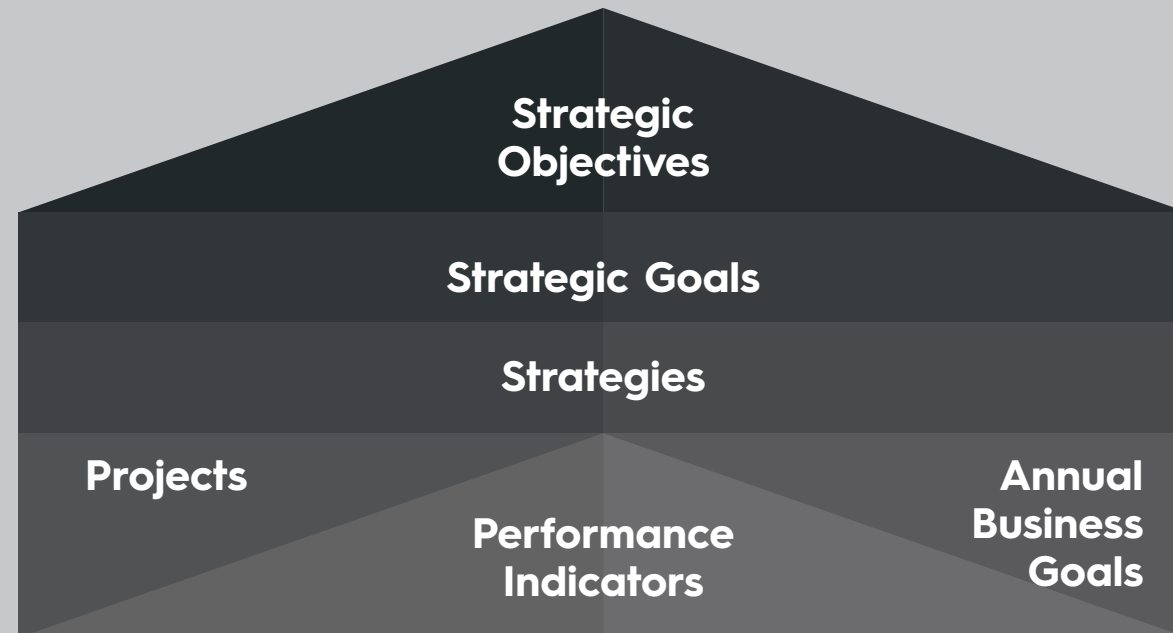 Strategic
Objectives
Strategic Goals
Strategies
Projects
Performance
Indicators
Annual
Business
Goals